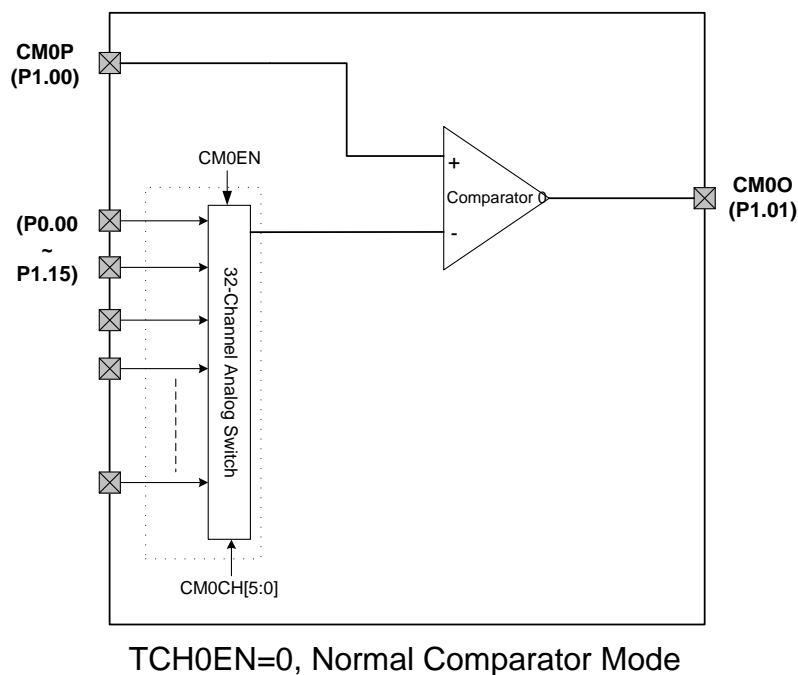 CM0P
(P1.00)
CM0EN
+
Comparator 0
-
CM0O
(P1.01)
(P0.00
~
P1.15)
32-Channel Analog Switch
CM0CH[5:0]
TCH0EN=0, Normal Comparator Mode